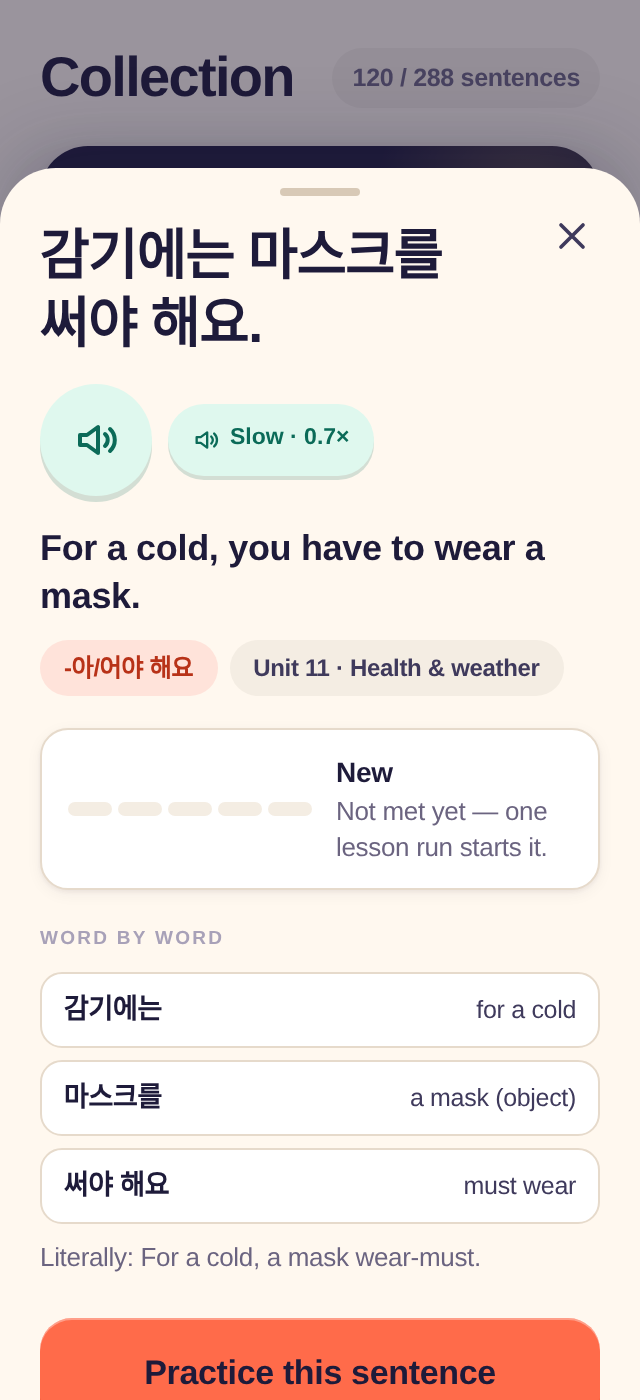 Collection
120 / 288 sentences
감기에는 마스크를
써야 해요.
Slow · 0.7×
For a cold, you have to wear a
mask.
-아/어야 해요
Unit 11 · Health & weather
New
Not met yet — one
lesson run starts it.
WORD BY WORD
감기에는
for a cold
마스크를
a mask (object)
써야 해요
must wear
Literally: For a cold, a mask wear-must.
Practice this sentence